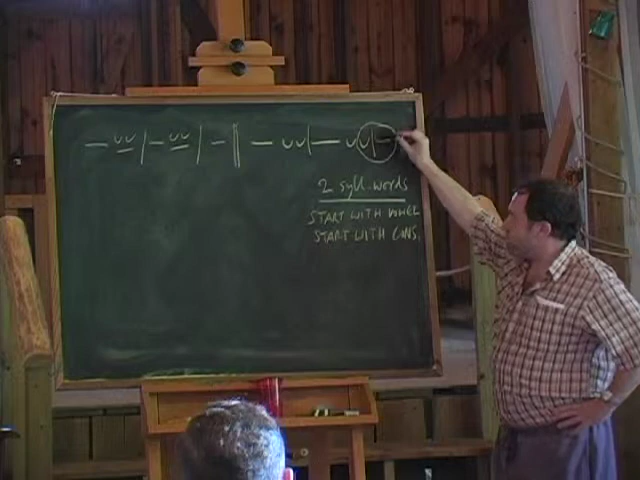 — ⏑⏑ | — ⏑⏑ | — ‖ — ⏑⏑ | — ⏑⏑ | —
2 syll. words
START WITH VOWEL
START WITH CONS.